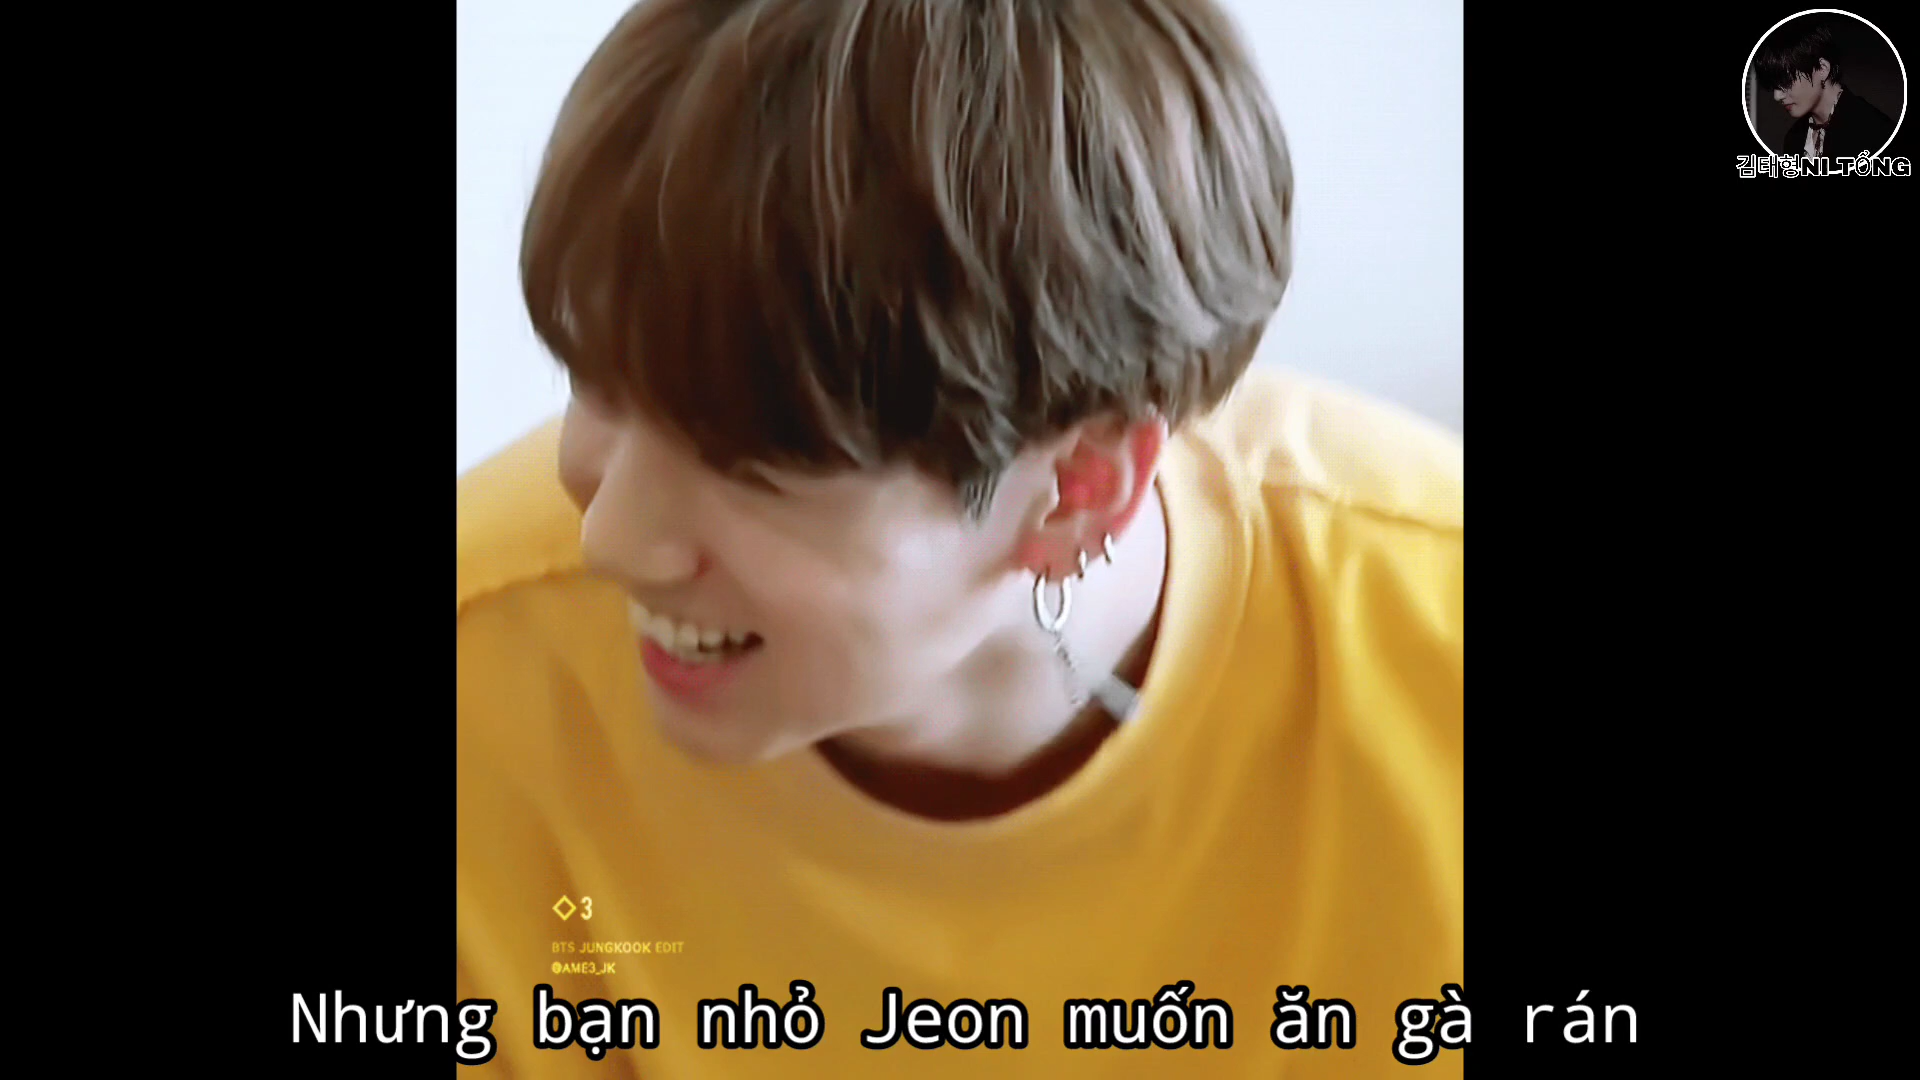 김태형NI TỔNG
◇3
BTS JUNGKOOK EDIT
@AME3_JK
Nhưng bạn nhỏ Jeon muốn ăn gà rán